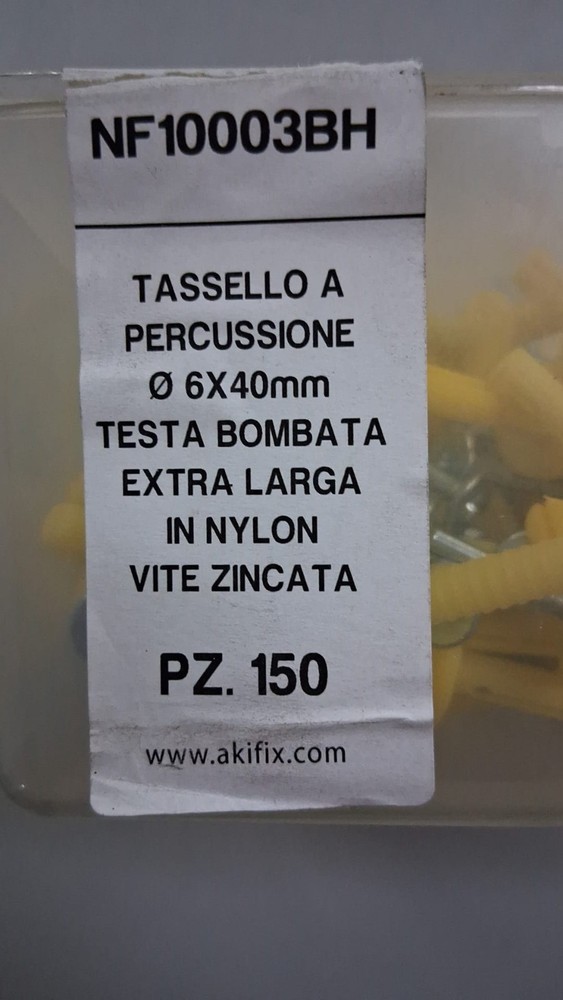 NF10003BH
TASSELLO A
PERCUSSIONE
Ø 6X40mm
TESTA BOMBATA
EXTRA LARGA
IN NYLON
VITE ZINCATA
PZ. 150
www.akifix.com